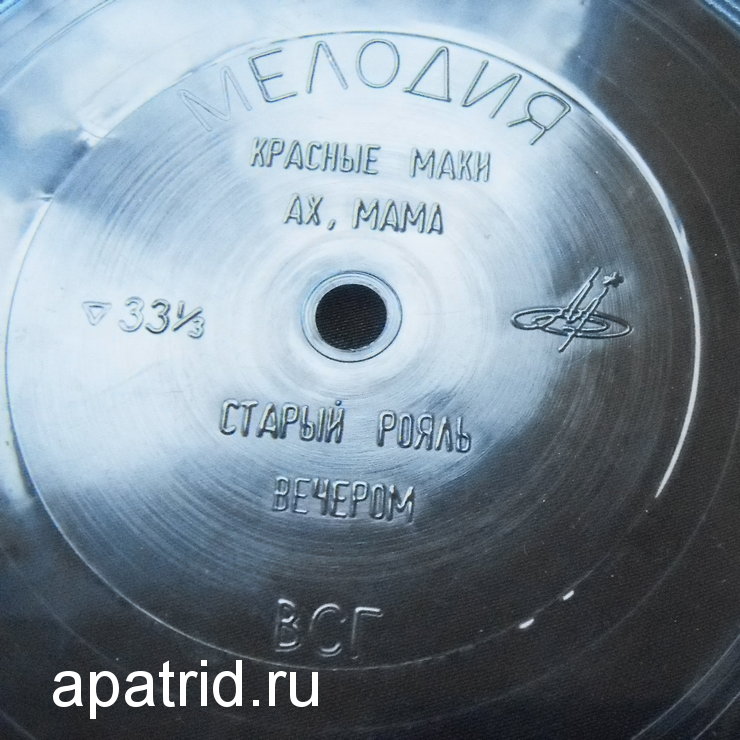 МЕЛОДИЯ
КРАСНЫЕ МАКИ
АХ, МАМА
▽ 33⅓
СТАРЫЙ РОЯЛЬ
ВЕЧЕРОМ
ВСГ
apatrid.ru